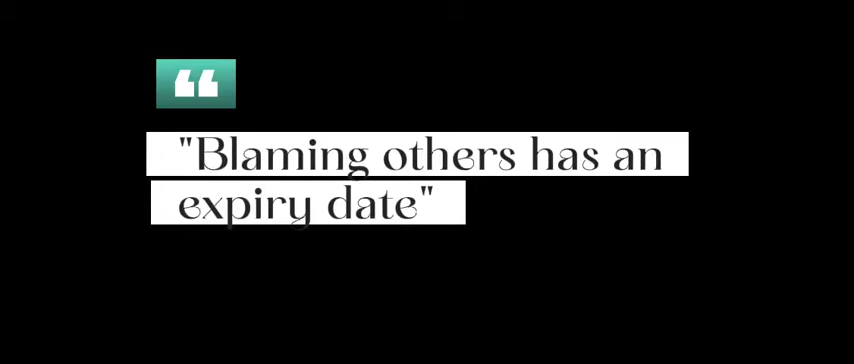 ❝
"Blaming others has an
expiry date"